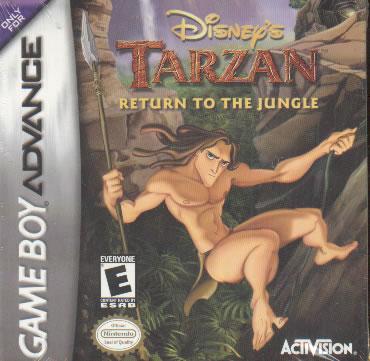 ONLY
FOR
GAME BOY ADVANCE
Disney's
TARZAN
RETURN TO THE JUNGLE
EVERYONE
E
CONTENT RATED BY
ESRB
Official
Nintendo
Seal of Quality
ACTIVISION